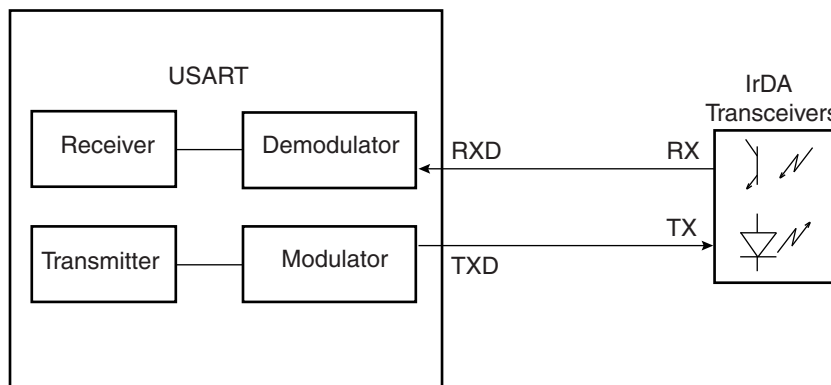 USART
IrDA
Transceivers
Receiver
Demodulator
RXD
RX
TX
Transmitter
Modulator
TXD